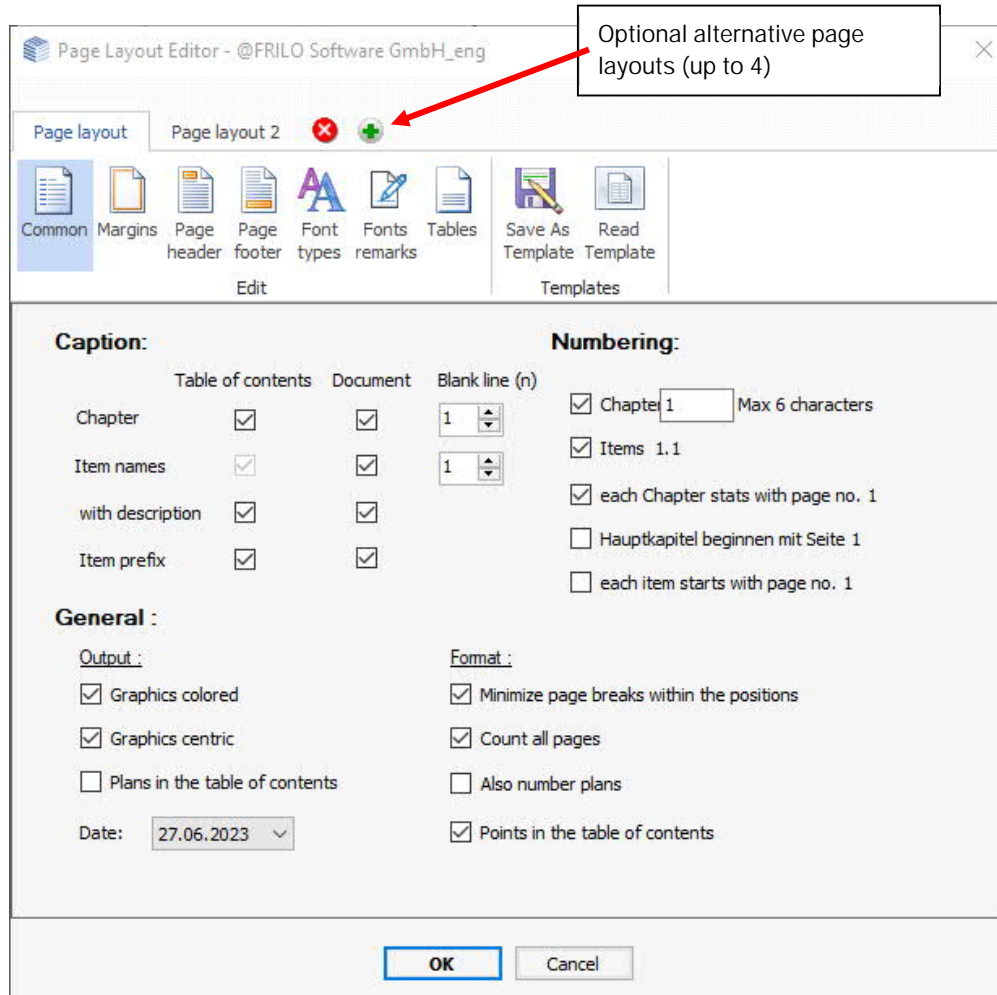 Optional alternative page
layouts (up to 4)
Page Layout Editor - @FRILO Software GmbH_eng
Page layout
Page layout 2
Common
Margins
Page
header
Page
footer
Font
types
Fonts
remarks
Tables
Edit
Save As
Template
Read
Template
Templates
Caption:
Table of contents Document Blank line (n)
Chapter 1
Item names 1
with description
Item prefix
Numbering:
Chapter 1 Max 6 characters
Items 1.1
each Chapter stats with page no. 1
Hauptkapitel beginnen mit Seite 1
each item starts with page no. 1
General :
Output :
Graphics colored
Graphics centric
Plans in the table of contents
Date: 27.06.2023
Format :
Minimize page breaks within the positions
Count all pages
Also number plans
Points in the table of contents
OK
Cancel